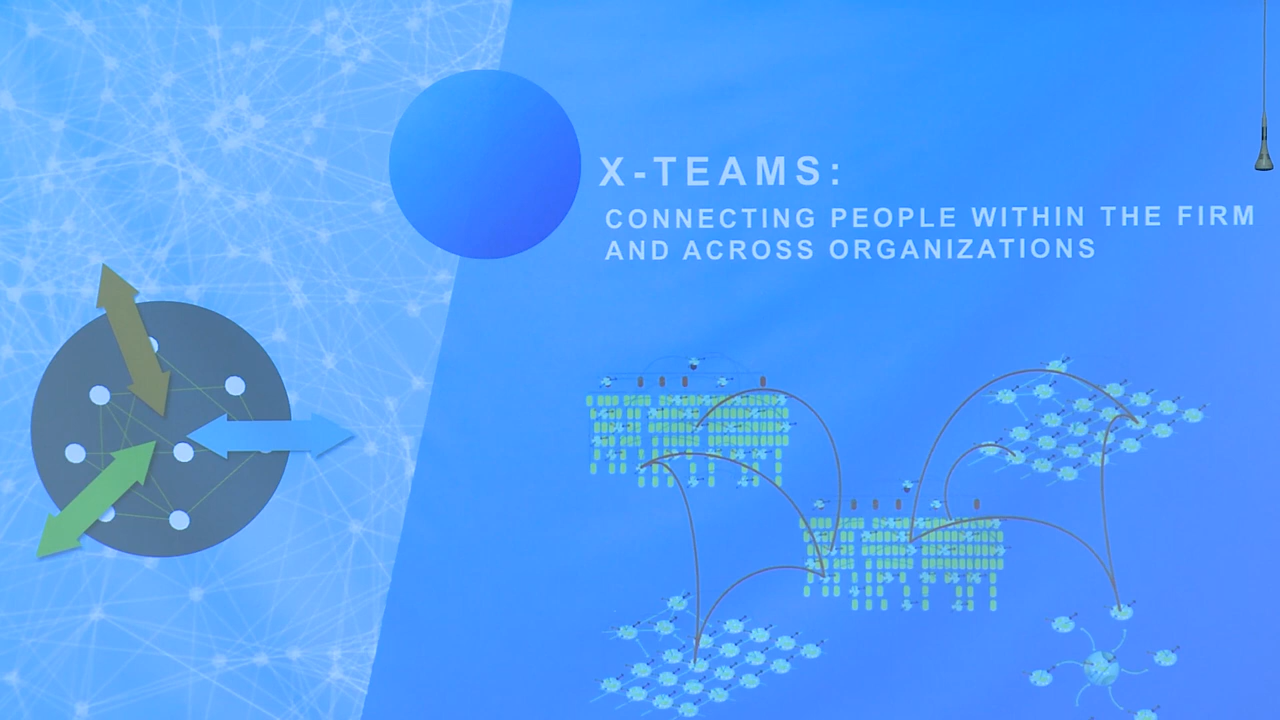 X-TEAMS:
CONNECTING PEOPLE WITHIN THE FIRM
AND ACROSS ORGANIZATIONS